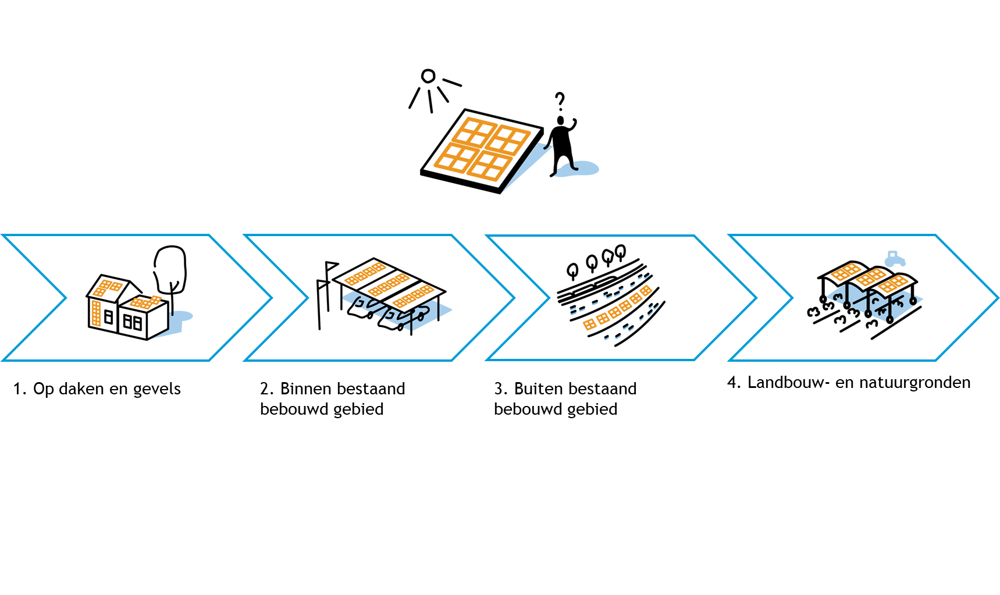 ?
1. Op daken en gevels
2. Binnen bestaand
bebouwd gebied
3. Buiten bestaand
bebouwd gebied
4. Landbouw- en natuurgronden